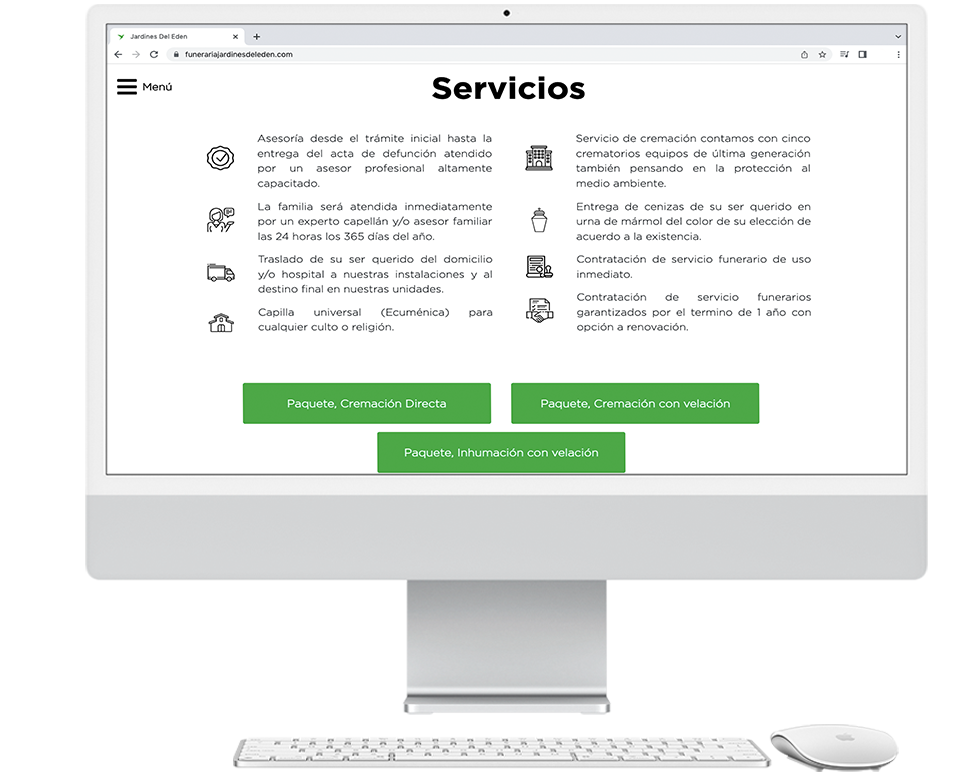 Jardines Del Eden
funerariajardinesdeleden.com
Menú
Servicios
Asesoría desde el trámite inicial hasta la
entrega del acta de defunción atendido
por un asesor profesional altamente
capacitado.
La familia será atendida inmediatamente
por un experto capellán y/o asesor familiar
las 24 horas los 365 días del año.
Traslado de su ser querido del domicilio
y/o hospital a nuestras instalaciones y al
destino final en nuestras unidades.
Capilla universal (Ecuménica) para
cualquier culto o religión.
Servicio de cremación contamos con cinco
crematorios equipos de última generación
también pensando en la protección al
medio ambiente.
Entrega de cenizas de su ser querido en
urna de mármol del color de su elección de
acuerdo a la existencia.
Contratación de servicio funerario de uso
inmediato.
Contratación de servicio funerarios
garantizados por el termino de 1 año con
opción a renovación.
Paquete, Cremación Directa
Paquete, Cremación con velación
Paquete, Inhumación con velación